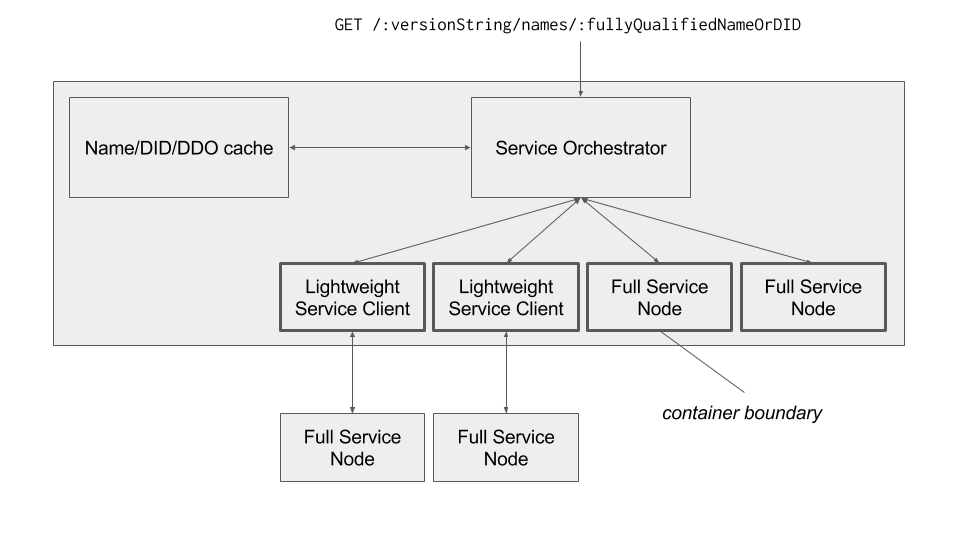 GET /:versionString/names/:fullyQualifiedNameOrDID
Name/DID/DDO cache
Service Orchestrator
Lightweight
Service Client
Lightweight
Service Client
Full Service
Node
Full Service
Node
container boundary
Full Service
Node
Full Service
Node